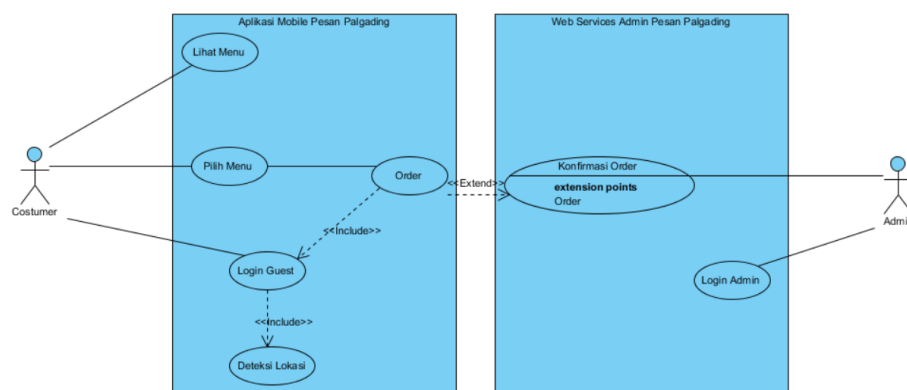 Aplikasi Mobile Pesan Palgading
Web Services Admin Pesan Palgading
Lihat Menu
Pilih Menu
Order
<<Extend>>
Konfirmasi Order
extension points
Order
Costumer
Admi
<<Include>>
Login Guest
Login Admin
<<Include>>
Deteksi Lokasi